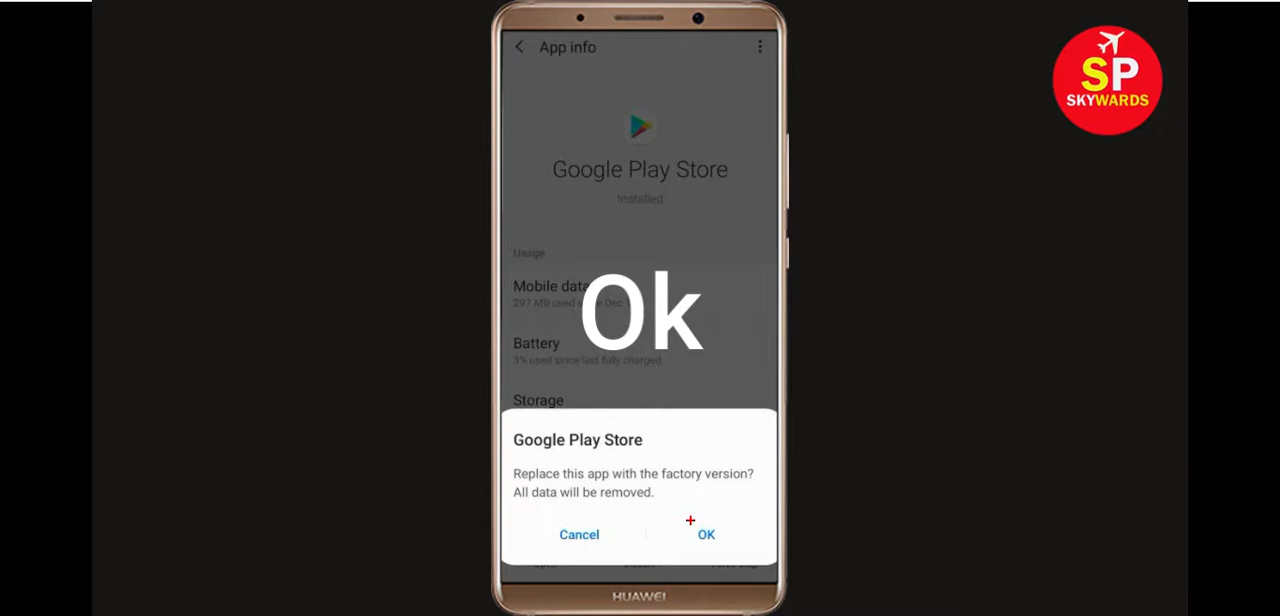 App info
SP
SKYWARDS
Google Play Store
Installed
Usage
Mobile data
297 MB used since Dec
Ok
Battery
3% used since last fully charged
Storage
Google Play Store
Replace this app with the factory version?
All data will be removed.
Cancel
OK
HUAWEI